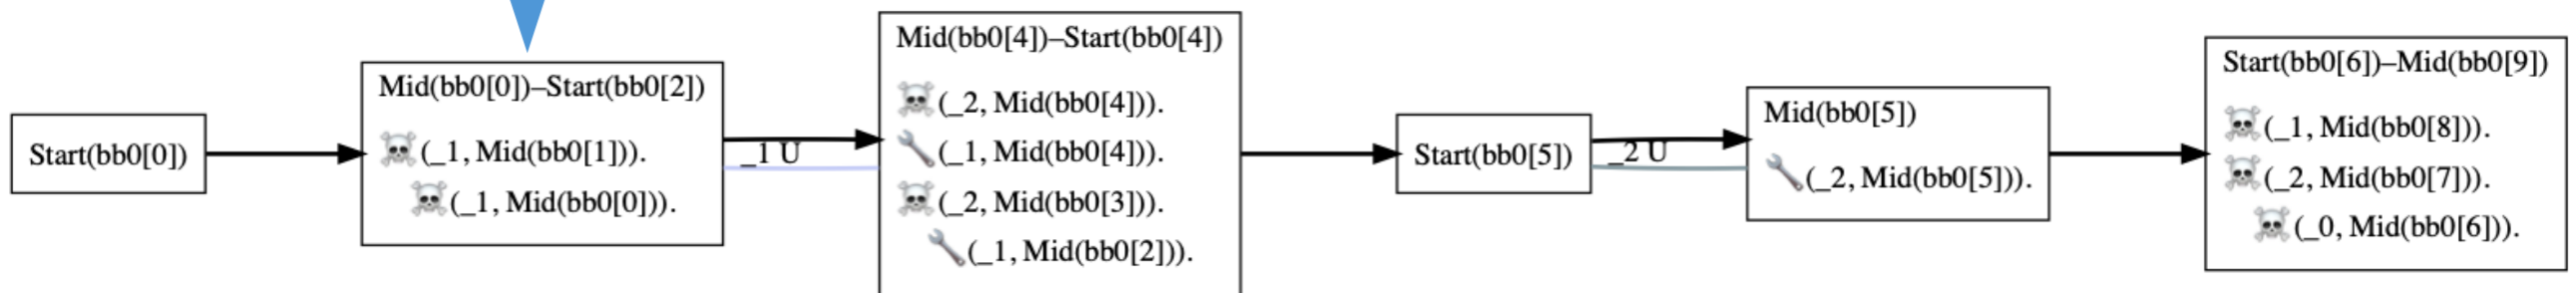 Start(bb0[0])
Mid(bb0[0])–Start(bb0[2])
☠(_1, Mid(bb0[1])).
☠(_1, Mid(bb0[0])).
_1 U
Mid(bb0[4])–Start(bb0[4])
☠(_2, Mid(bb0[4])).
🔧(_1, Mid(bb0[4])).
☠(_2, Mid(bb0[3])).
🔧(_1, Mid(bb0[2])).
Start(bb0[5])
_2 U
Mid(bb0[5])
🔧(_2, Mid(bb0[5])).
Start(bb0[6])–Mid(bb0[9])
☠(_1, Mid(bb0[8])).
☠(_2, Mid(bb0[7])).
☠(_0, Mid(bb0[6])).